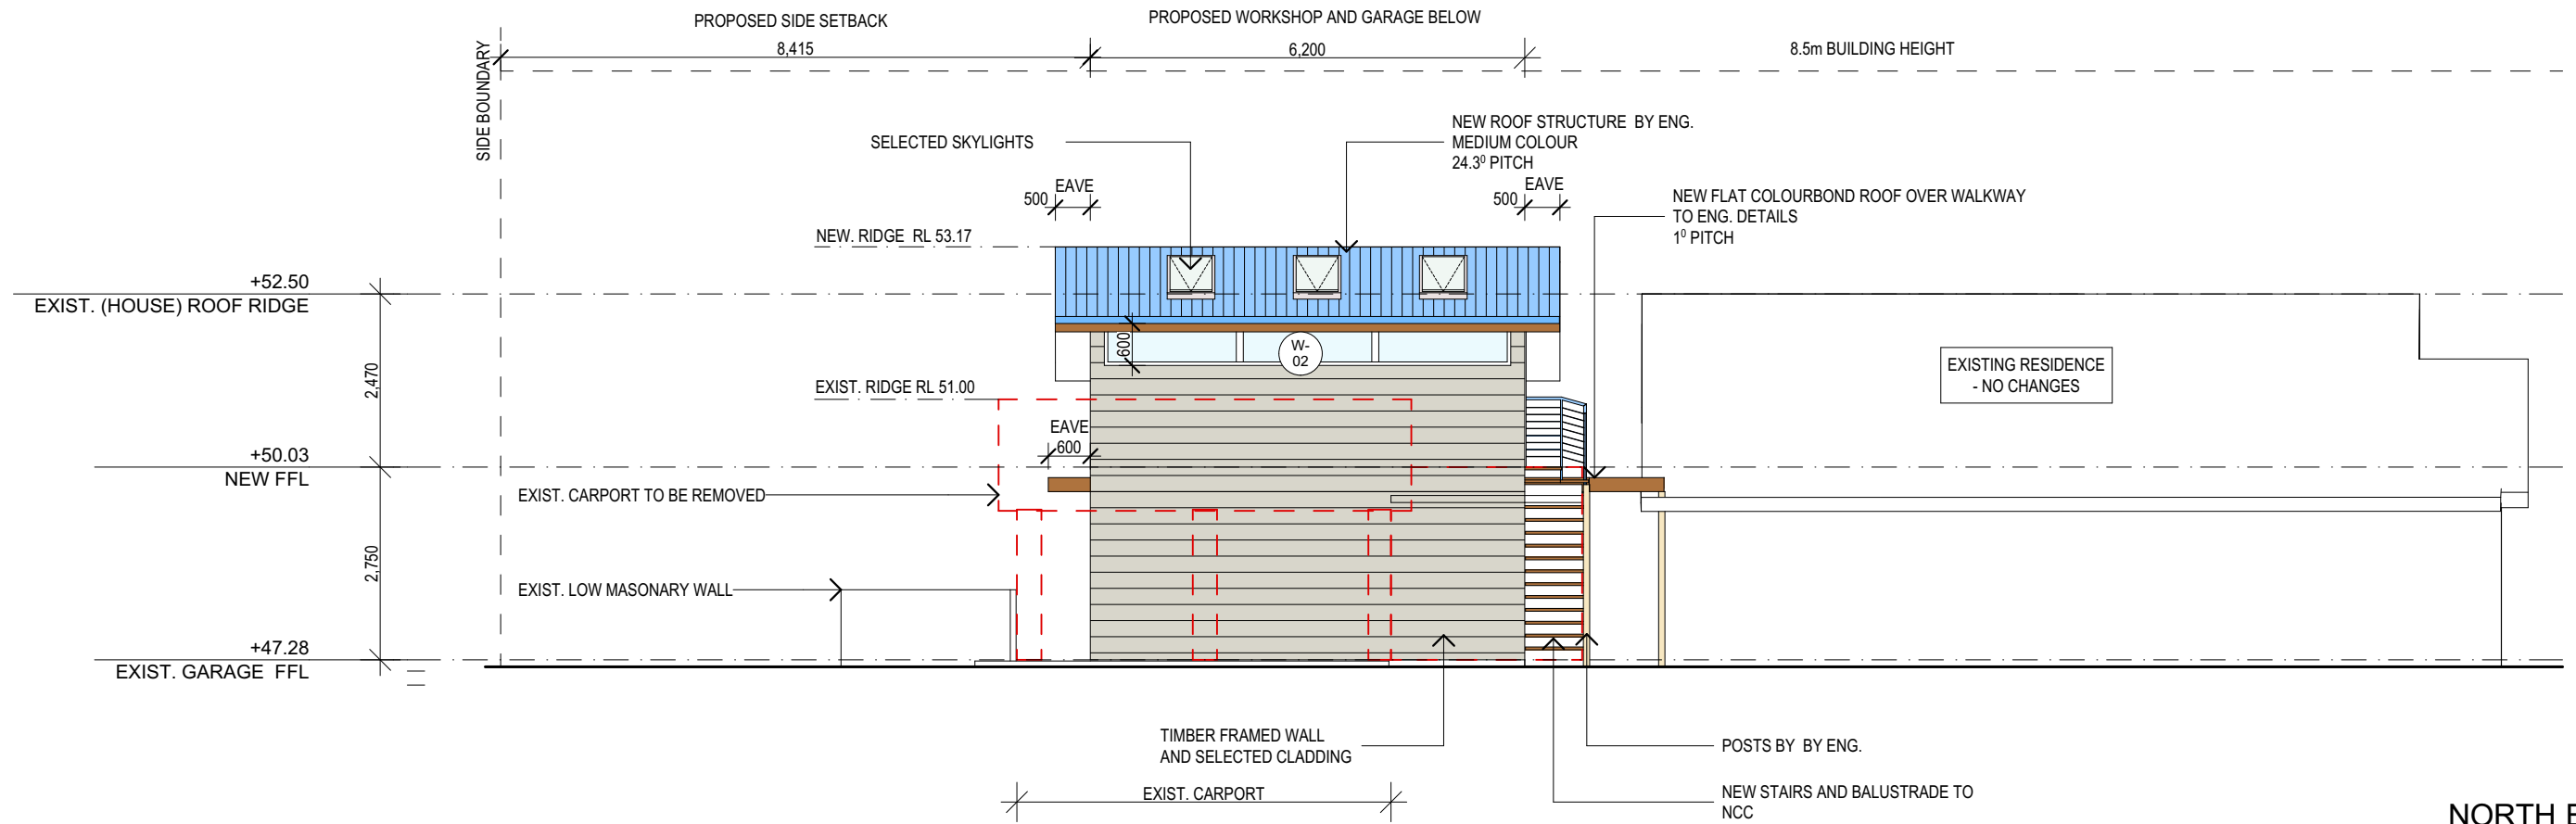 PROPOSED SIDE SETBACK
8,415
PROPOSED WORKSHOP AND GARAGE BELOW
6,200
8.5m BUILDING HEIGHT
SIDE BOUNDARY
SELECTED SKYLIGHTS
NEW ROOF STRUCTURE BY ENG.
MEDIUM COLOUR
24.3⁰ PITCH
EAVE
500
EAVE
500
NEW FLAT COLOURBOND ROOF OVER WALKWAY
TO ENG. DETAILS
1⁰ PITCH
NEW. RIDGE RL 53.17
+52.50
EXIST. (HOUSE) ROOF RIDGE
600
W-
02
EXISTING RESIDENCE
- NO CHANGES
2,470
EXIST. RIDGE RL 51.00
EAVE
600
+50.03
NEW FFL
EXIST. CARPORT TO BE REMOVED
2,750
EXIST. LOW MASONARY WALL
+47.28
EXIST. GARAGE FFL
TIMBER FRAMED WALL
AND SELECTED CLADDING
POSTS BY BY ENG.
EXIST. CARPORT
NEW STAIRS AND BALUSTRADE TO
NCC
NORTH